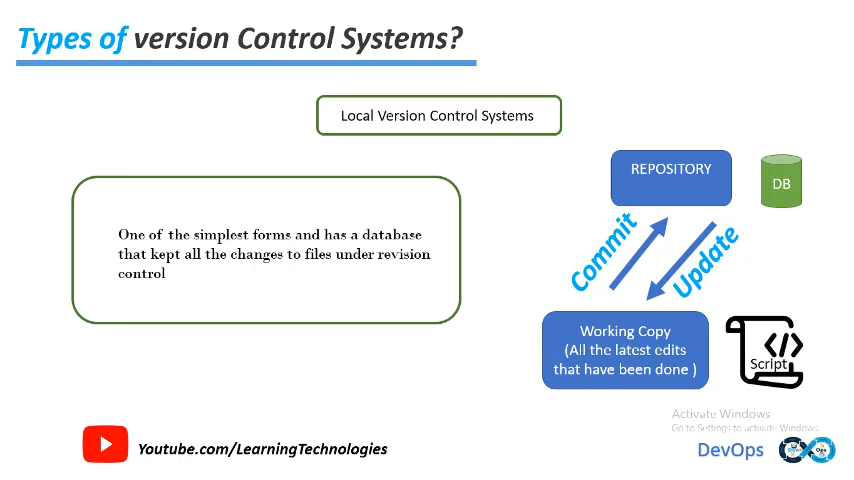 Types of version Control Systems?
Local Version Control Systems
One of the simplest forms and has a database
that kept all the changes to files under revision
control
REPOSITORY
DB
Commit
Update
Working Copy
(All the latest edits
that have been done )
Script
Youtube.com/LearningTechnologies
Activate Windows
Go to Settings to activate Windows.
DevOps
Ops